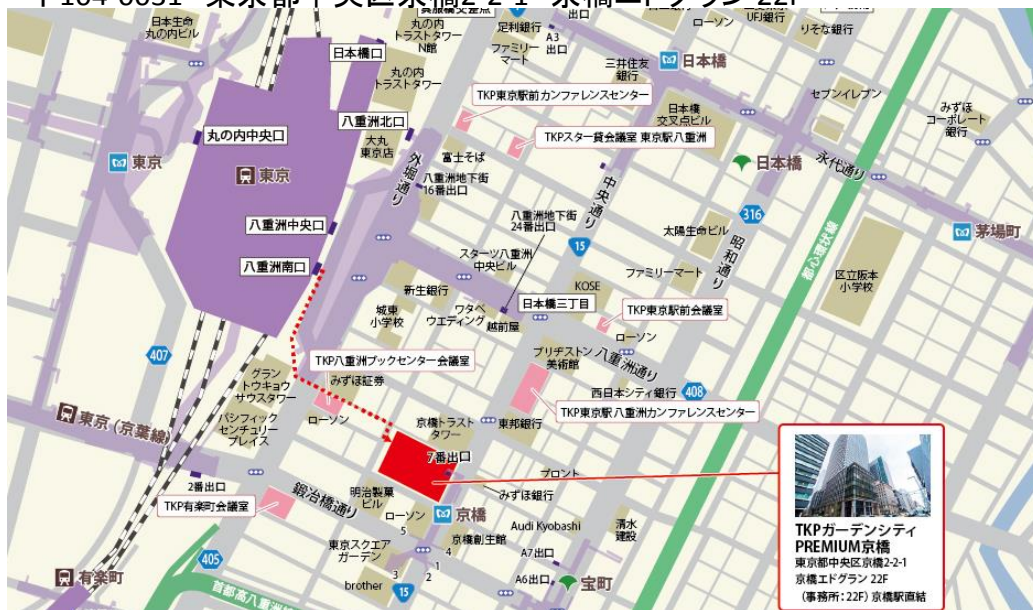 〒104-0031 東京都中央区京橋2-2-1 京橋エドグラン 22F
日本生命
丸の内ビル
丸の内
トラストタワー
N館
日本橋口
丸の内
トラストタワー
足利銀行
ファミリー
マート
A3
出口
三井住友
銀行
日本橋
ローソン
UFJ銀行
りそな銀行
セブンイレブン
みずほ
コーポレート
銀行
TKP東京駅前カンファレンスセンター
TKPスター貸会議室 東京駅八重洲
日本橋
交叉点ビル
日本橋
永代通り
茅場町
東京
丸の内中央口
東京
八重洲北口
大丸
東京店
外堀通り
富士そば
八重洲地下街
16番出口
中央通り
八重洲地下街
24番出口
15
316
太陽生命ビル
昭和通り
都心環状線
区立阪本
小学校
八重洲中央口
八重洲南口
スターツ八重洲
中央ビル
新生銀行
城東
小学校
ワタベ
ウエディング
越前屋
日本橋三丁目
KOSE
ファミリーマート
TKP東京駅前会議室
ローソン
ブリヂストン
美術館
八重洲通り
西日本シティ銀行
408
407
グラン
トウキョウ
サウスタワー
TKP八重洲ブックセンター会議室
みずほ証券
TKP東京駅八重洲カンファレンスセンター
東京(京葉線)
パシフィック
センチュリー
プレイス
ローソン
京橋トラスト
タワー
東邦銀行
7番出口
プロント
みずほ銀行
2番出口
TKP有楽町会議室
鍛冶橋通り
明治製菓
ビル
ローソン
京橋
5
4
京橋創生館
Audi Kyobashi
清水
建設
東京スクエア
ガーデン
3
2
1
A7出口
A6出口
宝町
brother
15
405
有楽町
首都高八重洲線
TKPガーデンシティ
PREMIUM京橋
東京都中央区京橋2-2-1
京橋エドグラン 22F
(事務所:22F) 京橋駅直結